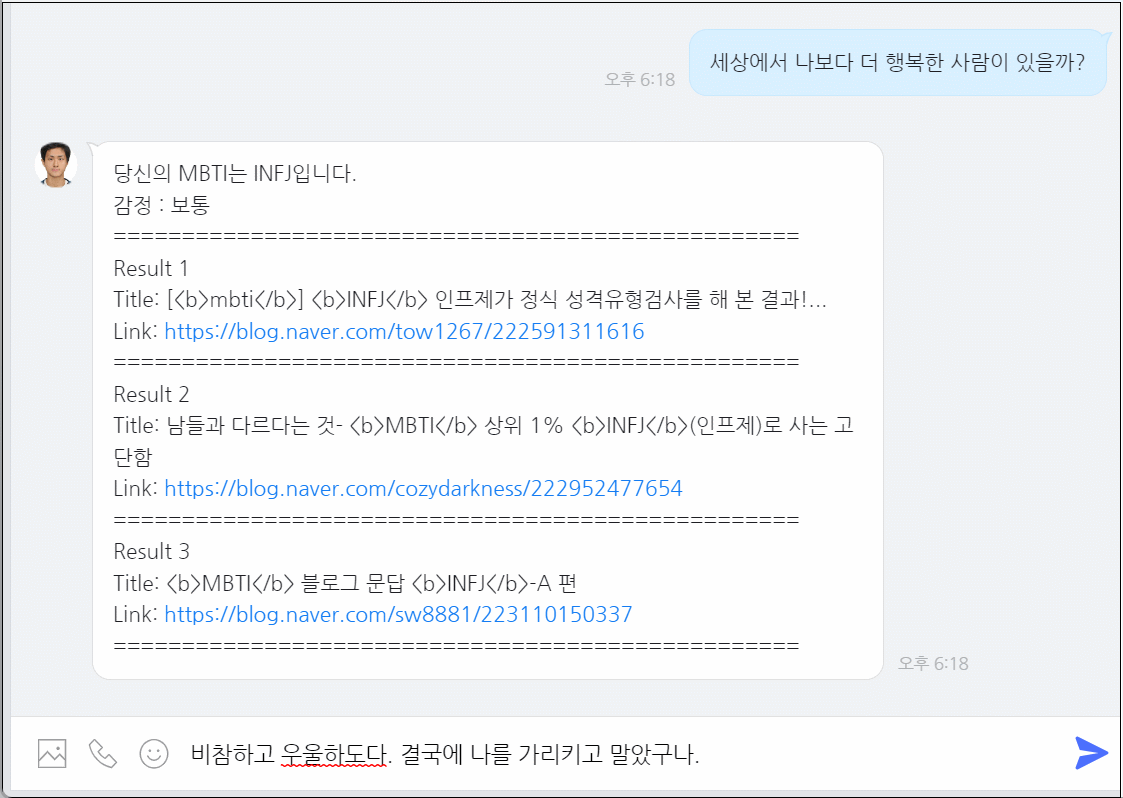 세상에서 나보다 더 행복한 사람이 있을까?
오후 6:18
당신의 MBTI는 INFJ입니다.
감정 : 보통
==================================================
Result 1
Title: [<b>mbti</b>] <b>INFJ</b> 인프제가 정식 성격유형검사를 해 본 결과!...
Link: https://blog.naver.com/tow1267/222591311616
==================================================
Result 2
Title: 남들과 다르다는 것- <b>MBTI</b> 상위 1% <b>INFJ</b>(인프제)로 사는 고
단함
Link: https://blog.naver.com/cozydarkness/222952477654
==================================================
Result 3
Title: <b>MBTI</b> 블로그 문답 <b>INFJ</b>-A 편
Link: https://blog.naver.com/sw8881/223110150337
==================================================
오후 6:18
비참하고 우울하도다. 결국에 나를 가리키고 말았구나.